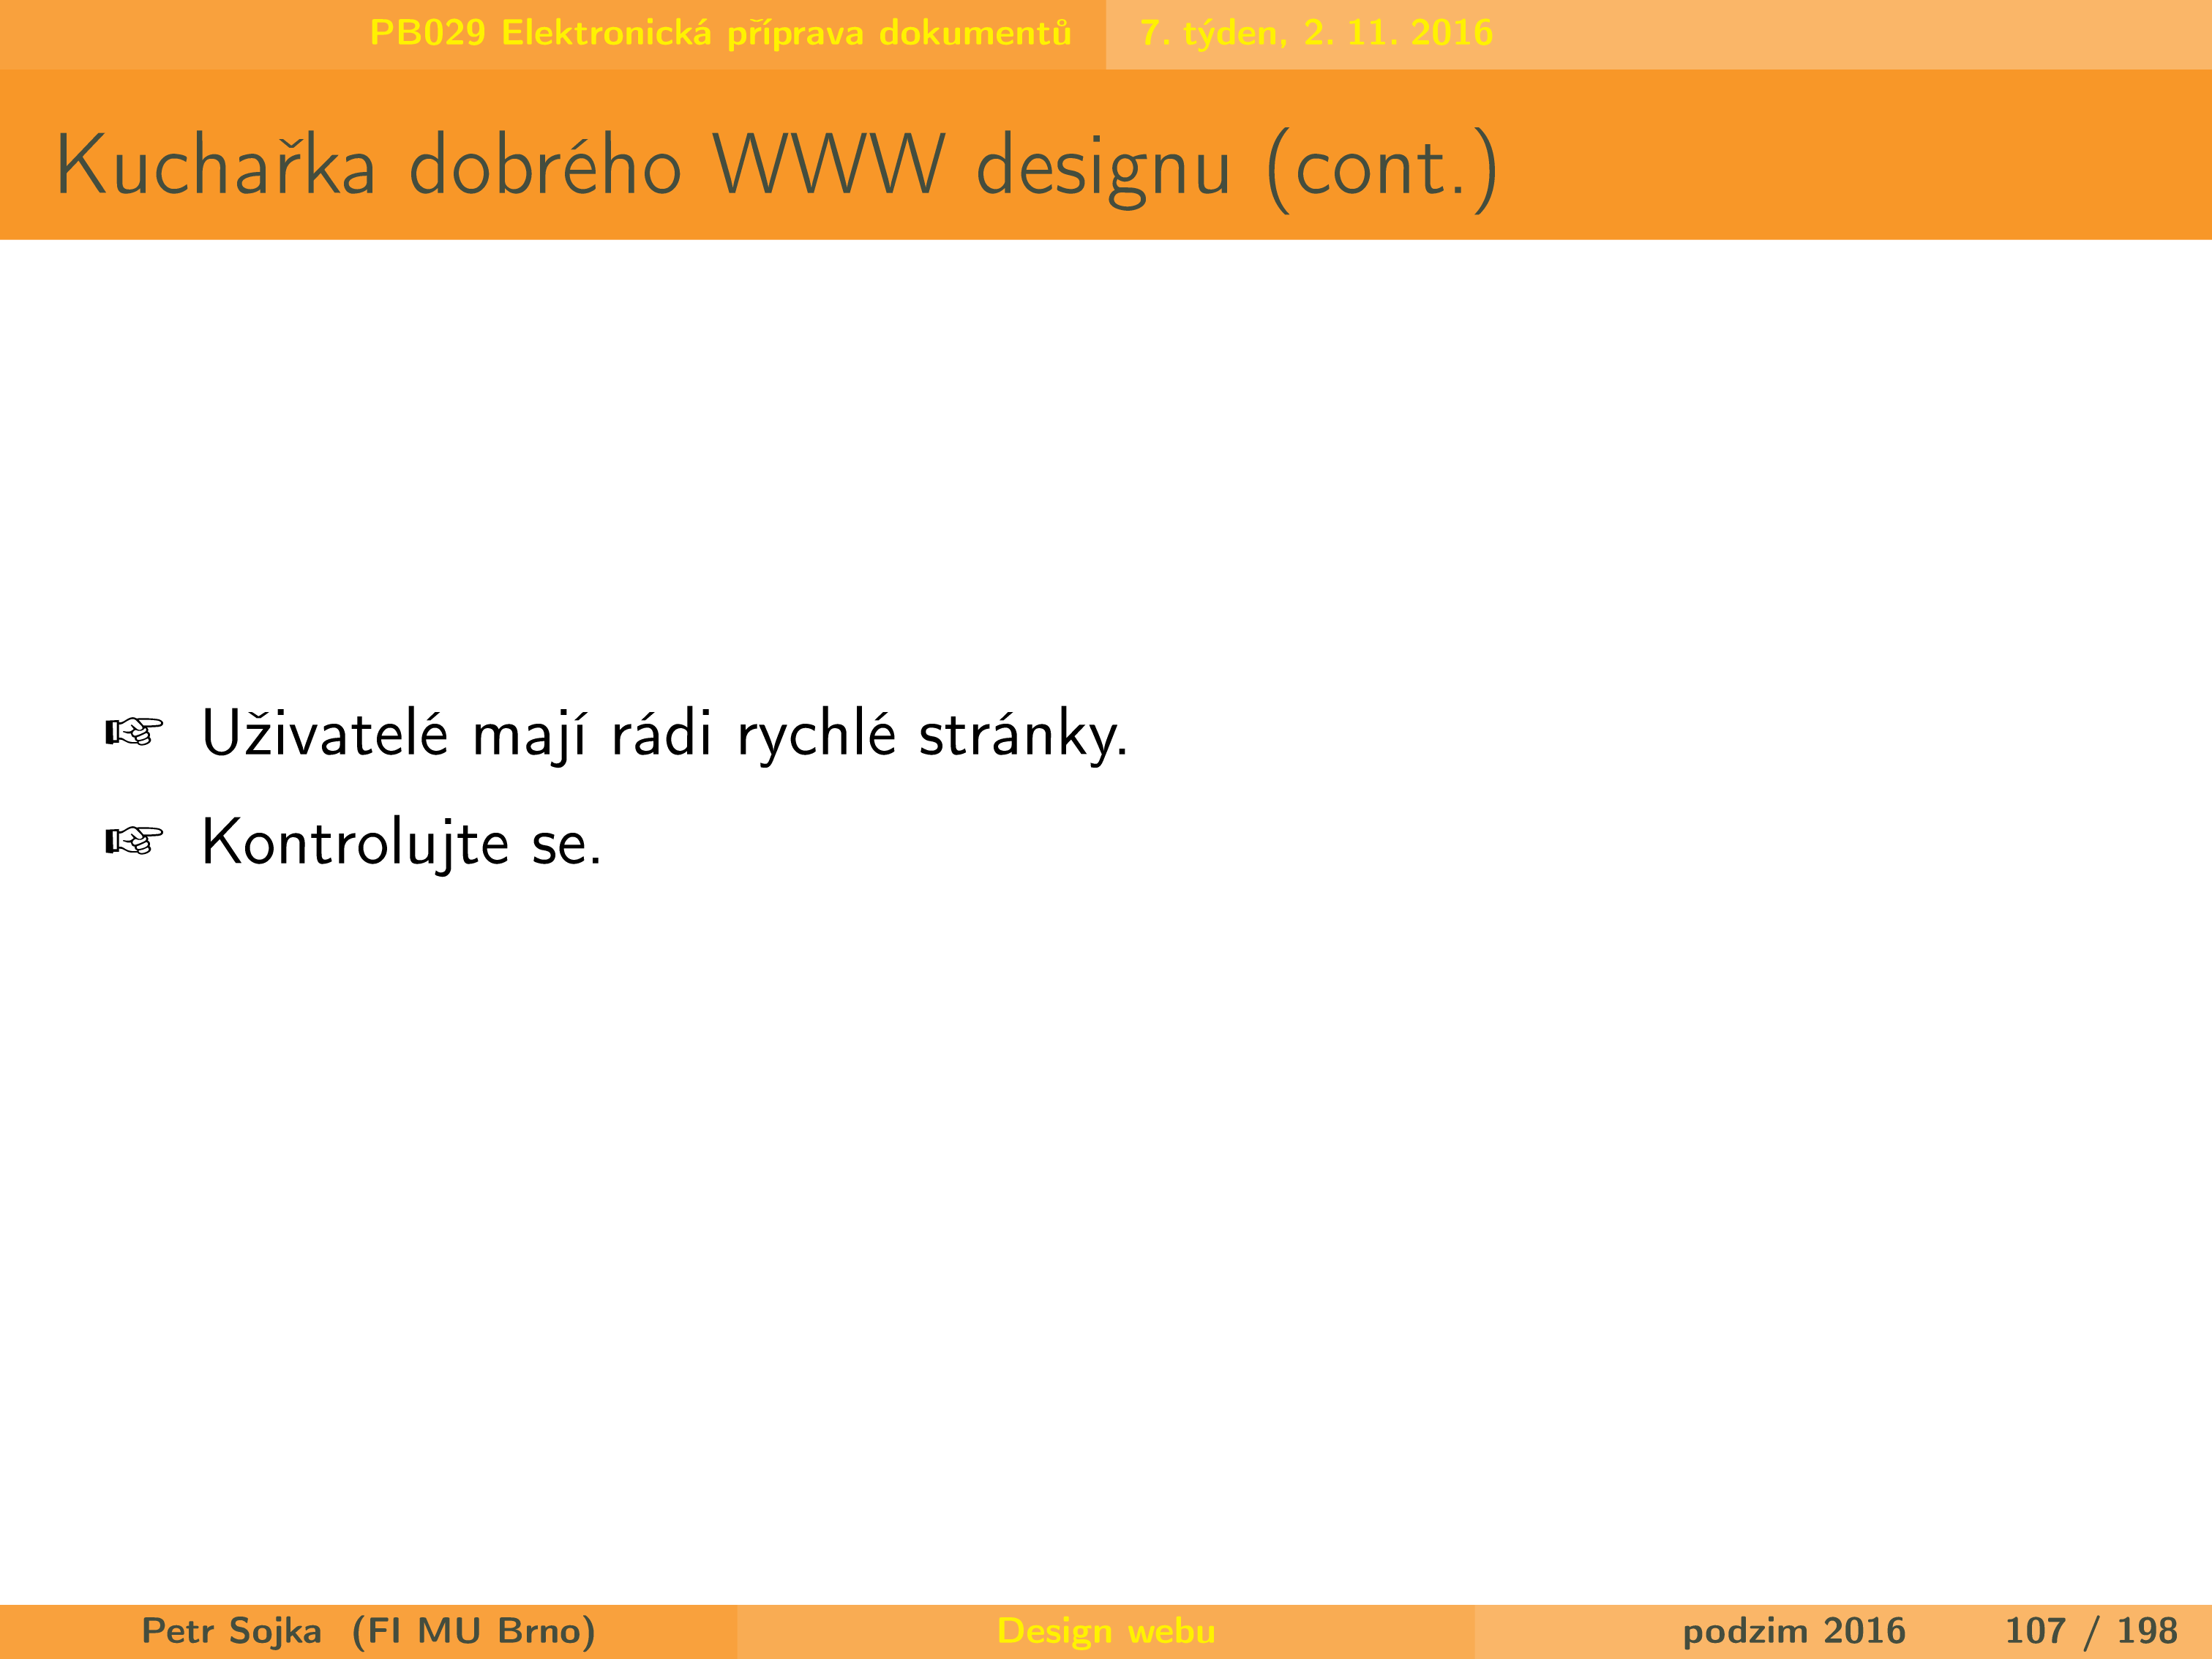 PB029 Elektronická příprava dokumentů 7. týden, 2. 11. 2016
Kuchařka dobrého WWW designu (cont.)
☞ Uživatelé mají rádi rychlé stránky.
☞ Kontrolujte se.
Petr Sojka (FI MU Brno) Design webu podzim 2016 107 / 198